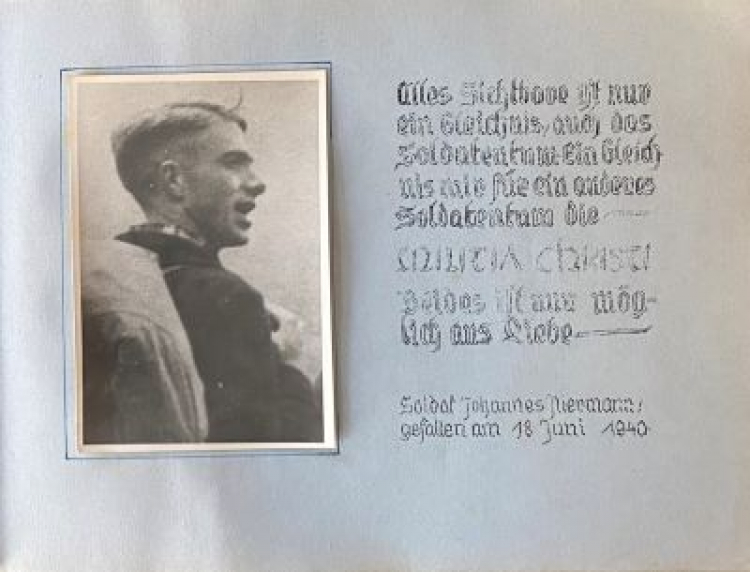 Alles Sichtbare ist nur
ein Gleichnis, auch das
Soldatentum. Ein Gleich
nis mir für ein anderes
Soldatentum die
MILITIA CHRISTI
Beides ist nur mög-
lich aus Liebe
Soldat Johannes Niermann,
gefallen am 18 Juni 1940